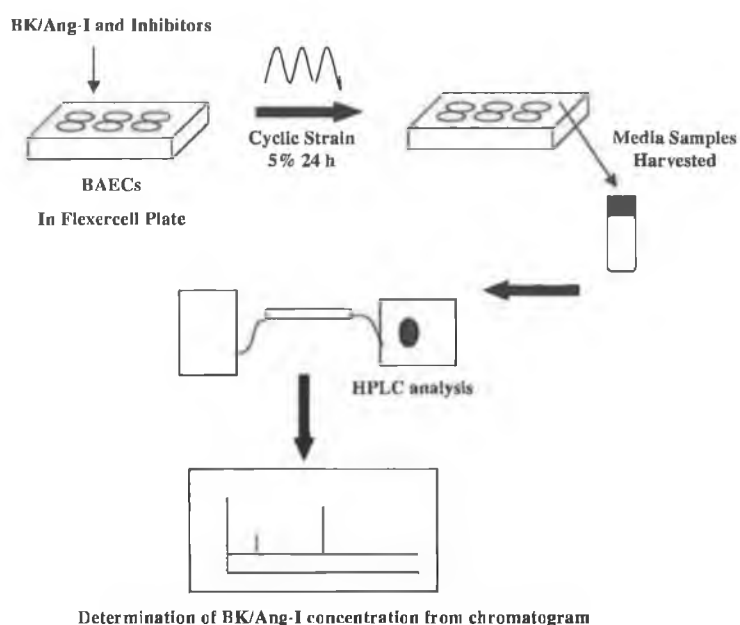 BK/Ang-I and Inhibitors
BAECs
In Flexercell Plate
Cyclic Strain
5% 24 h
Media Samples
Harvested
HPLC analysis
Determination of BK/Ang-I concentration from chromatogram